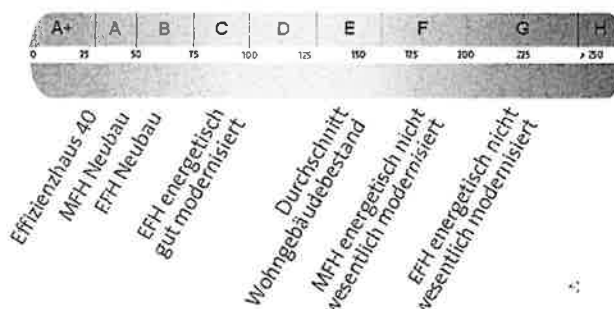 A+ A B C D E F G H
0 25 50 75 100 125 150 175 200 225 >250
Effizienzhaus 40
MFH Neubau
EFH Neubau
EFH energetisch
gut modernisiert
Durchschnitt
Wohngebäudebestand
MFH energetisch nicht
wesentlich modernisiert
EFH energetisch nicht
wesentlich modernisiert